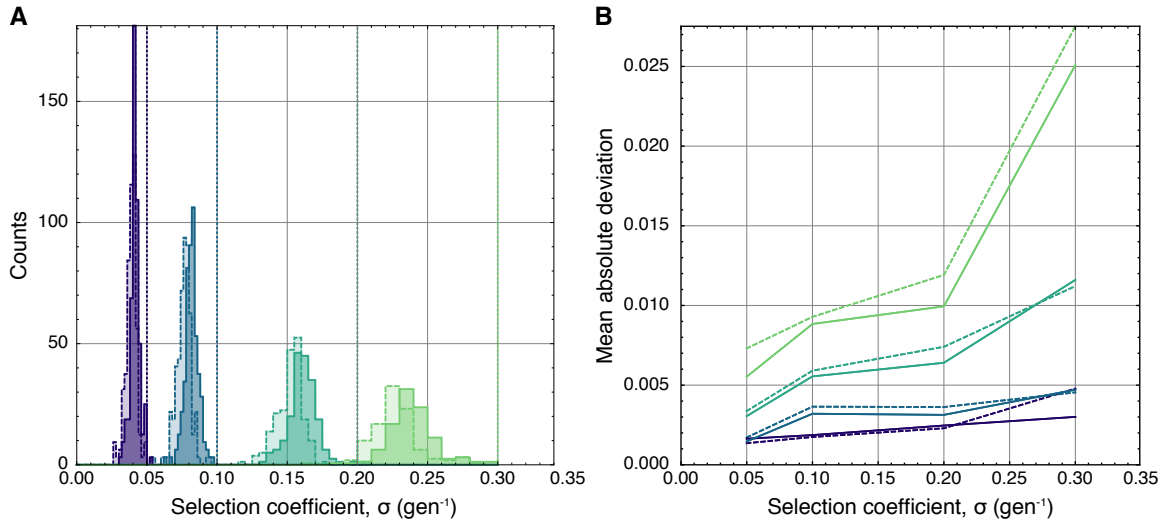 A
B
Counts
150
100
50
0
0.00 0.05 0.10 0.15 0.20 0.25 0.30 0.35
Selection coefficient, σ (gen⁻¹)
Mean absolute deviation
0.025
0.020
0.015
0.010
0.005
0.000
0.00 0.05 0.10 0.15 0.20 0.25 0.30 0.35
Selection coefficient, σ (gen⁻¹)